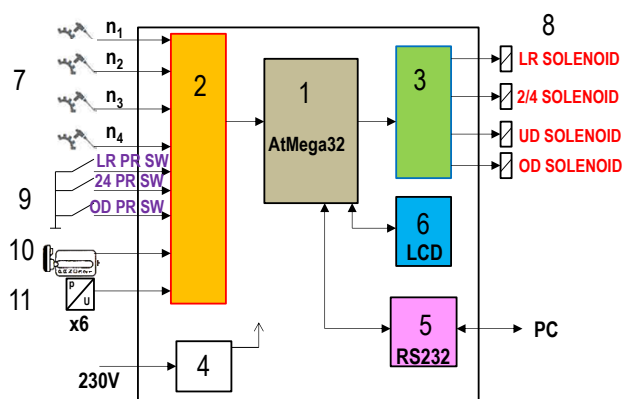 8
n1
LR SOLENOID
n2
2
1
3
7
2/4 SOLENOID
n3
AtMega32
UD SOLENOID
n4
LR PR SW
OD SOLENOID
24 PR SW
9
OD PR SW
6
LCD
10
11
P
U
x6
5
RS232
PC
4
230V